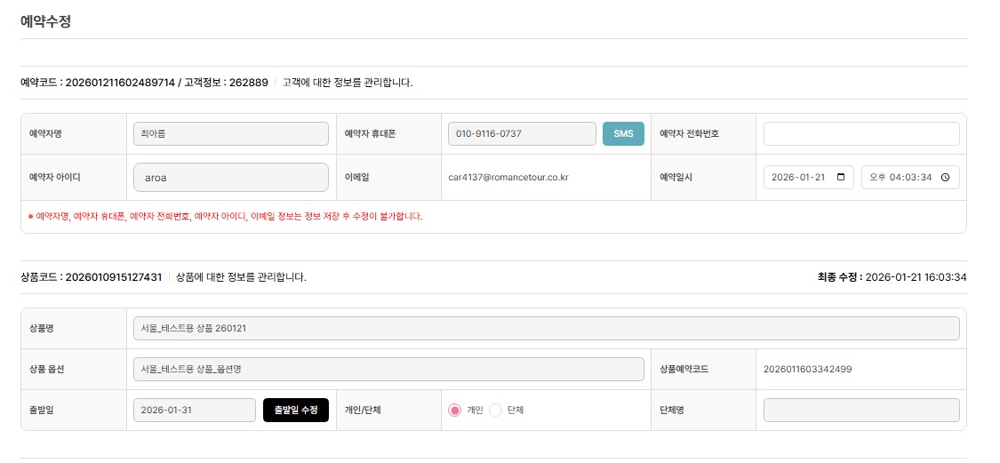 예약수정
예약코드 : 202601211602489714 / 고객정보 : 262889 | 고객에 대한 정보를 관리합니다.
예약자명 최아름 예약자 휴대폰 010-9116-0737 SMS 예약자 전화번호
예약자 아이디 aroa 이메일 car4137@romancetour.co.kr 예약일시 2026-01-21 오후 04:03:34
※ 예약자명, 예약자 휴대폰, 예약자 전화번호, 예약자 아이디, 이메일 정보는 정보 저장 후 수정이 불가합니다.
상품코드 : 2026010915127431 | 상품에 대한 정보를 관리합니다. 최종 수정 : 2026-01-21 16:03:34
상품명 서울_테스트용 상품 260121
상품 옵션 서울_테스트용 상품_옵션명 상품예약코드 2026011603342499
출발일 2026-01-31 출발일 수정 개인/단체 개인 단체 단체명